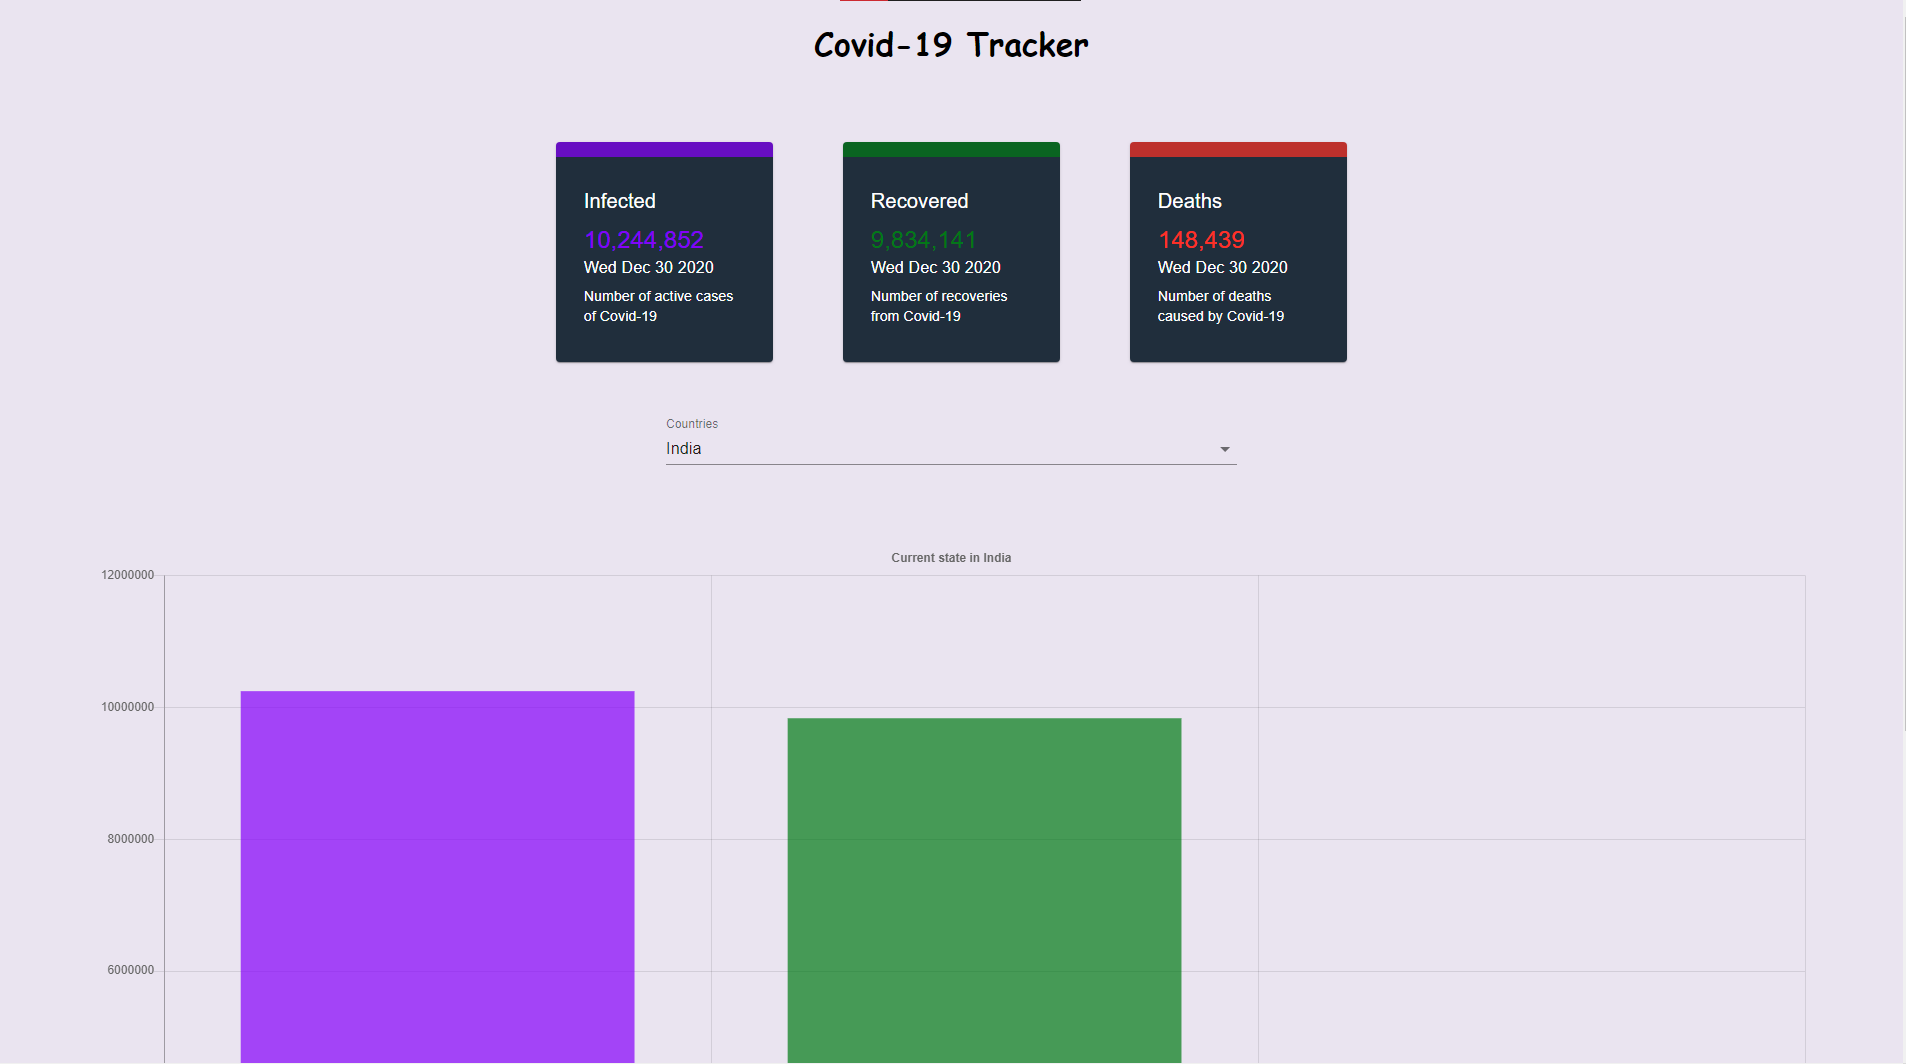 Covid-19 Tracker
Infected
10,244,852
Wed Dec 30 2020
Number of active cases
of Covid-19
Recovered
9,834,141
Wed Dec 30 2020
Number of recoveries
from Covid-19
Deaths
148,439
Wed Dec 30 2020
Number of deaths
caused by Covid-19
Countries
India
Current state in India
12000000
10000000
8000000
6000000